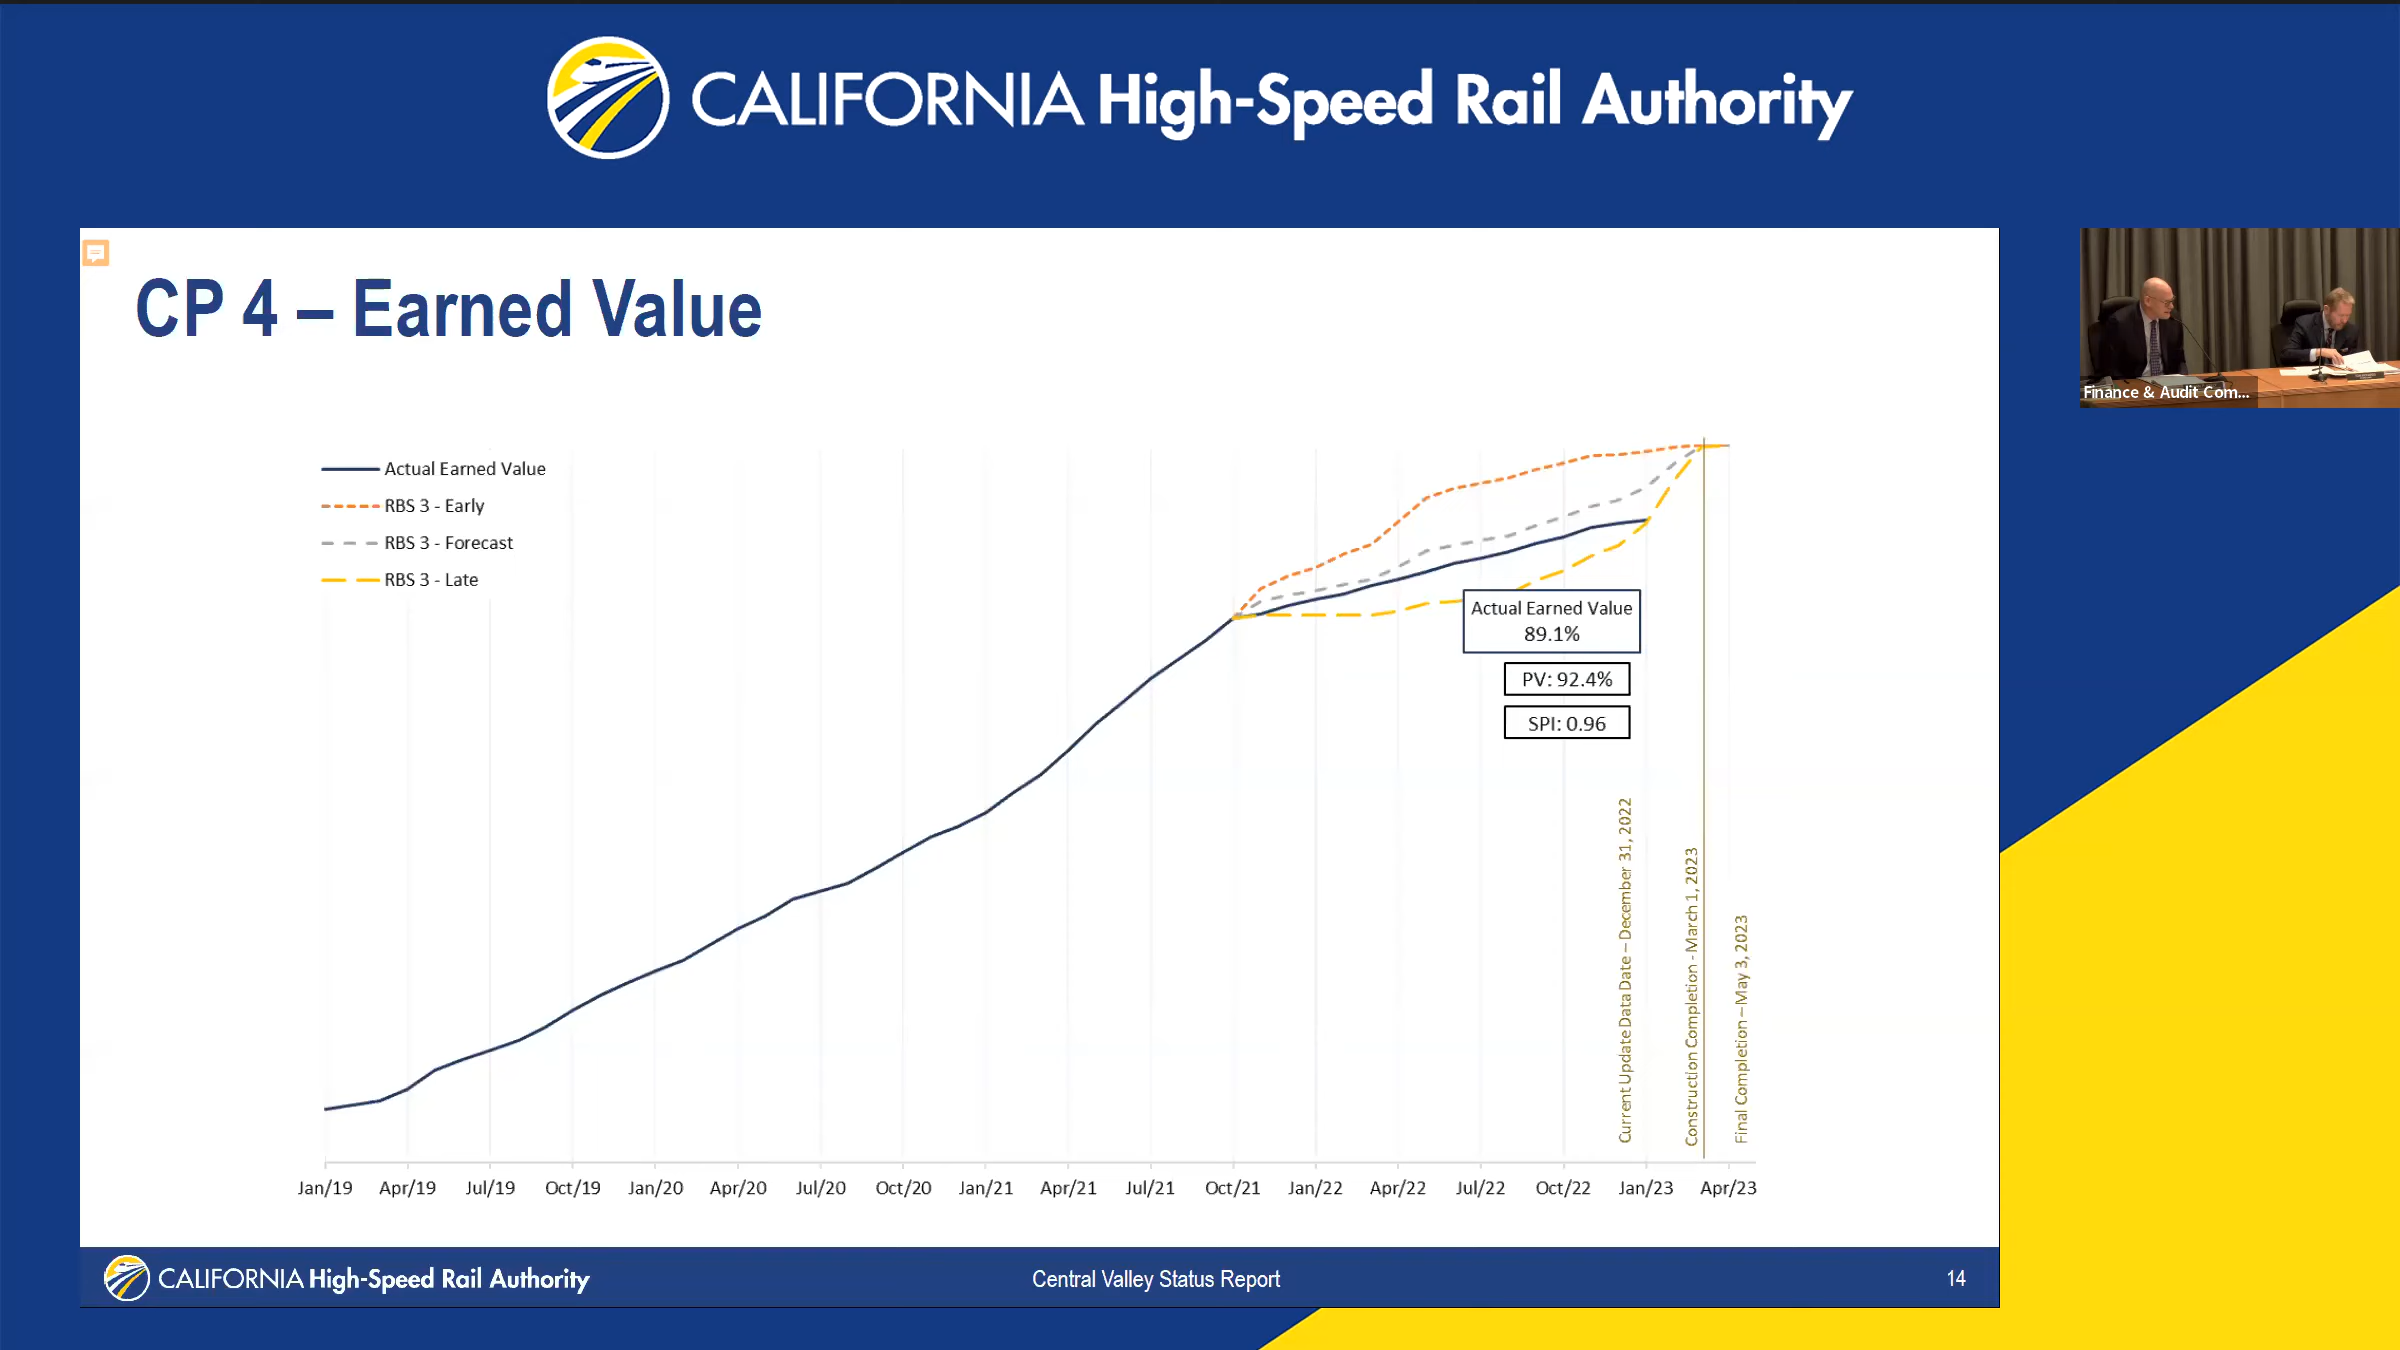 CALIFORNIA High-Speed Rail Authority
CP 4 – Earned Value
Finance & Audit Com...
Actual Earned Value
RBS 3 - Early
RBS 3 - Forecast
RBS 3 - Late
Actual Earned Value
89.1%
PV: 92.4%
SPI: 0.96
Current Update Data Date – December 31, 2022
Construction Completion - March 1, 2023
Final Completion – May 3, 2023
Jan/19 Apr/19 Jul/19 Oct/19 Jan/20 Apr/20 Jul/20 Oct/20 Jan/21 Apr/21 Jul/21 Oct/21 Jan/22 Apr/22 Jul/22 Oct/22 Jan/23 Apr/23
CALIFORNIA High-Speed Rail Authority
Central Valley Status Report
14